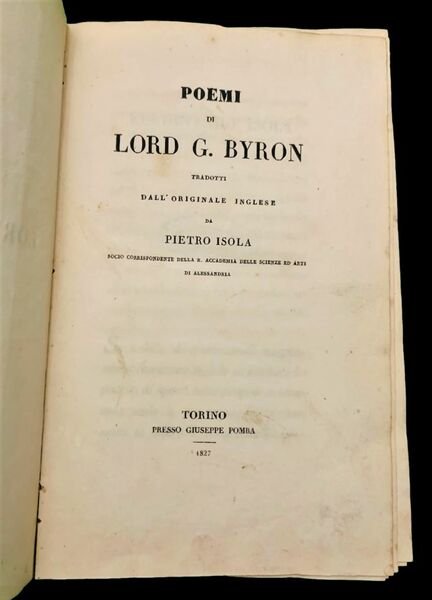 POEMI
DI
LORD G. BYRON
TRADOTTI
DALL'ORIGINALE INGLESE
DA
PIETRO ISOLA
SOCIO CORRISPONDENTE DELLA R. ACCADEMIA DELLE SCIENZE ED ARTI
DI ALESSANDRIA
TORINO
PRESSO GIUSEPPE POMBA
1827